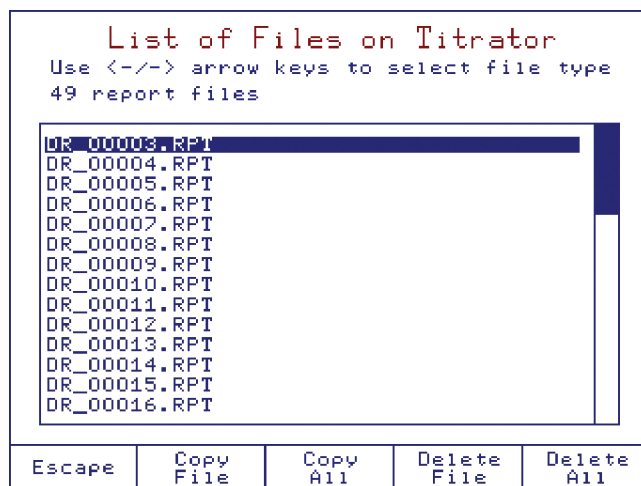 List of Files on Titrator
Use <-/-> arrow keys to select file type
49 report files
DR_00003.RPT
DR_00004.RPT
DR_00005.RPT
DR_00006.RPT
DR_00007.RPT
DR_00008.RPT
DR_00009.RPT
DR_00010.RPT
DR_00011.RPT
DR_00012.RPT
DR_00013.RPT
DR_00014.RPT
DR_00015.RPT
DR_00016.RPT
Escape
Copy
File
Copy
All
Delete
File
Delete
All